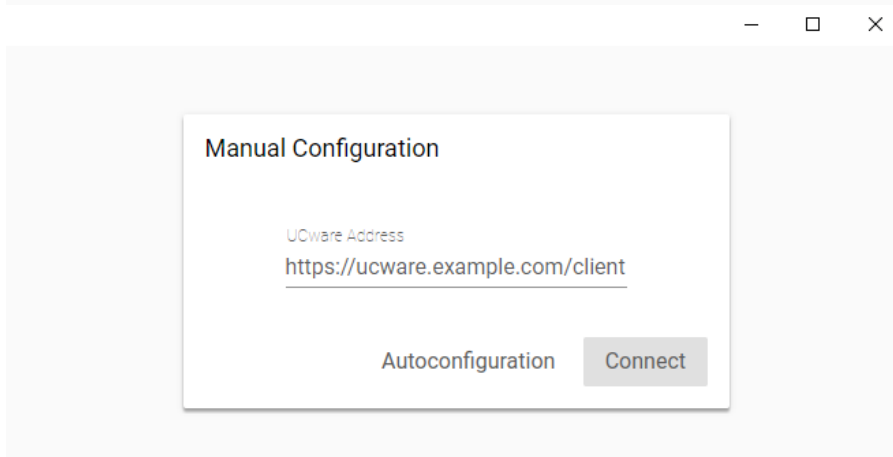 Manual Configuration
UCware Address
https://ucware.example.com/client
Autoconfiguration Connect